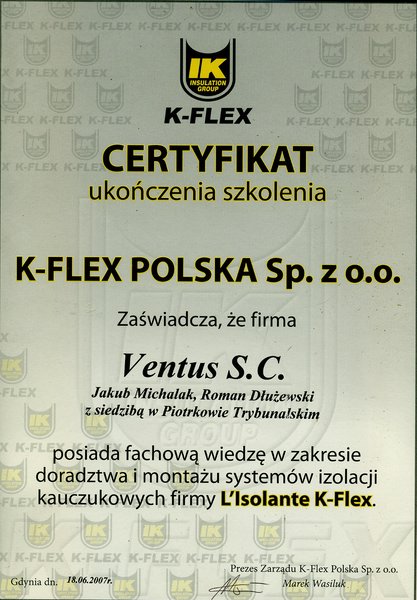 IK
INSULATION
GROUP
K-FLEX
CERTYFIKAT
ukończenia szkolenia
K-FLEX POLSKA Sp. z o.o.
Zaświadcza, że firma
Ventus S.C.
Jakub Michalak, Roman Dłużewski
z siedzibą w Piotrkowie Trybunalskim
posiada fachową wiedzę w zakresie
doradztwa i montażu systemów izolacji
kauczukowych firmy L'Isolante K-Flex.
Prezes Zarządu K-Flex Polska Sp. z o.o.
Gdynia dn. 18.06.2007r. Marek Wasiluk